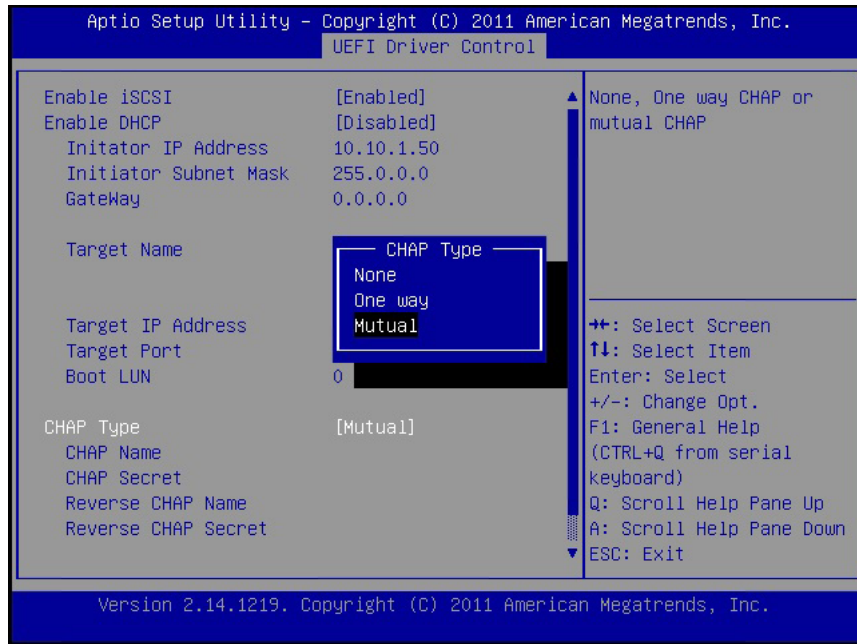 Aptio Setup Utility – Copyright (C) 2011 American Megatrends, Inc.
UEFI Driver Control
Enable iSCSI [Enabled]
Enable DHCP [Disabled]
Initator IP Address 10.10.1.50
Initiator Subnet Mask 255.0.0.0
GateWay 0.0.0.0
Target Name
Target IP Address
Target Port
Boot LUN 0
CHAP Type [Mutual]
CHAP Name
CHAP Secret
Reverse CHAP Name
Reverse CHAP Secret
CHAP Type
None
One way
Mutual
None, One way CHAP or
mutual CHAP
→←: Select Screen
↑↓: Select Item
Enter: Select
+/-: Change Opt.
F1: General Help
(CTRL+Q from serial
keyboard)
Q: Scroll Help Pane Up
A: Scroll Help Pane Down
ESC: Exit
Version 2.14.1219. Copyright (C) 2011 American Megatrends, Inc.